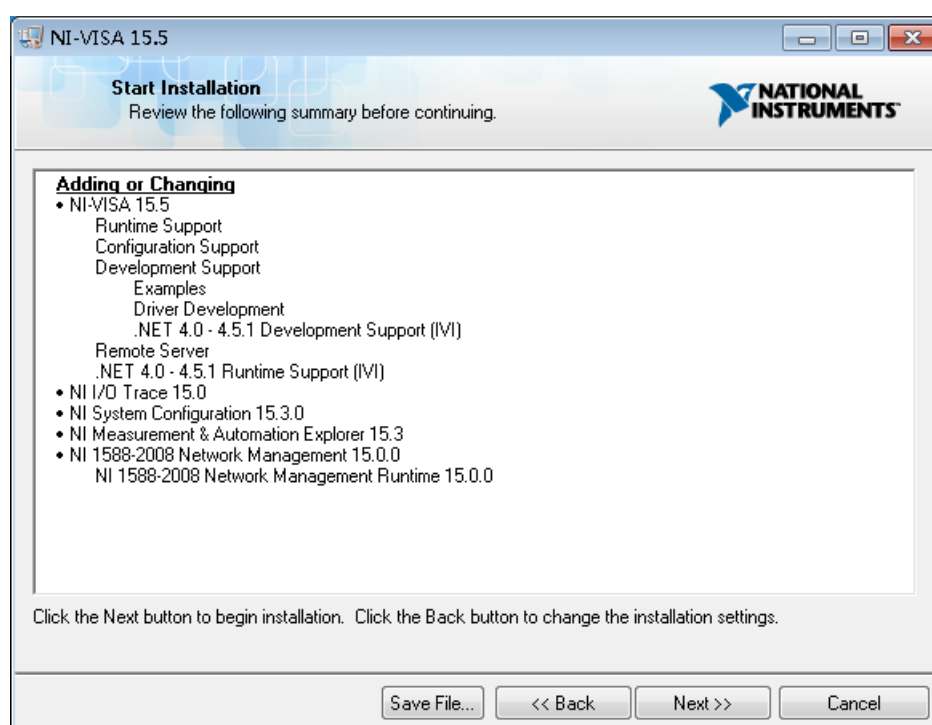 NI-VISA 15.5
Start Installation
Review the following summary before continuing.
NATIONAL
INSTRUMENTS™
Adding or Changing
• NI-VISA 15.5
Runtime Support
Configuration Support
Development Support
Examples
Driver Development
.NET 4.0 - 4.5.1 Development Support (IVI)
Remote Server
.NET 4.0 - 4.5.1 Runtime Support (IVI)
• NI I/O Trace 15.0
• NI System Configuration 15.3.0
• NI Measurement & Automation Explorer 15.3
• NI 1588-2008 Network Management 15.0.0
NI 1588-2008 Network Management Runtime 15.0.0
Click the Next button to begin installation.  Click the Back button to change the installation settings.
Save File... << Back Next >> Cancel